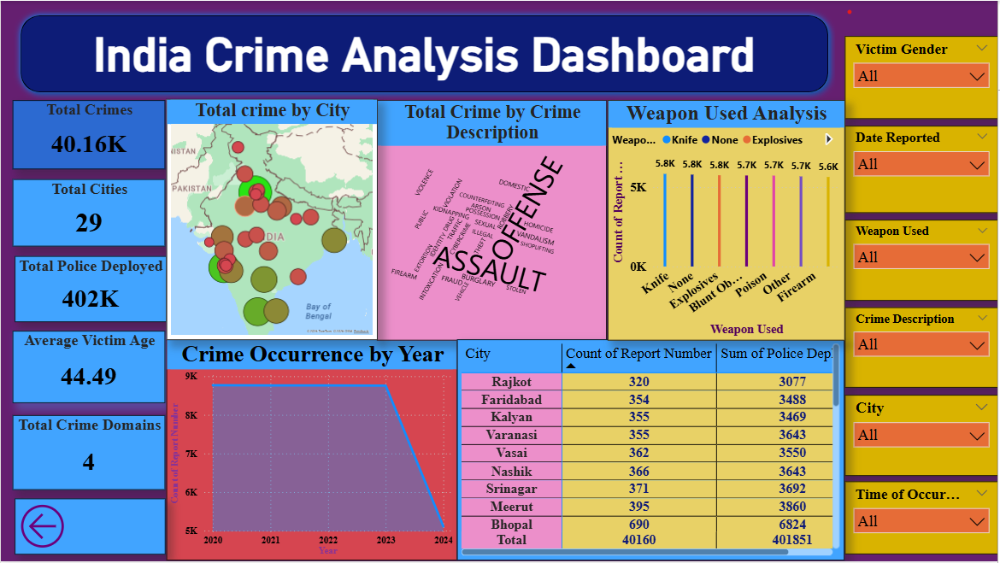 India Crime Analysis Dashboard
Total Crimes
40.16K
Total Cities
29
Total Police Deployed
402K
Average Victim Age
44.49
Total Crime Domains
4
Total crime by City
ISTAN
PAKISTAN
DIA
Bay of
Bengal
Total Crime by Crime
Description
VIOLENCE
VIOLATION
DOMESTIC
OFFENSE
COUNTERFEITING
ARSON
POSSESSION
ROBBERY
PUBLIC
KIDNAPPING
DRUG
TRAFFIC
SEXUAL
HOMICIDE
ILLEGAL
VANDALISM
IDENTITY
CYBERCRIME
THEFT
SHOPLIFTING
EXTORTION
ASSAULT
FIREARM
INTOXICATION
FRAUD
BURGLARY
VEHICLE
STOLEN
Weapon Used Analysis
Weapo... Knife None Explosives
5.8K 5.8K 5.8K 5.7K 5.7K 5.7K 5.6K
Count of Report ...
5K
0K
Knife
None
Explosives
Blunt Ob...
Poison
Other
Firearm
Weapon Used
Crime Occurrence by Year
Count of Report Number
9K
8K
7K
6K
5K
2020 2021 2022 2023 2024
Year
City Count of Report Number Sum of Police Dep
Rajkot 320 3077
Faridabad 354 3488
Kalyan 355 3469
Varanasi 355 3643
Vasai 362 3550
Nashik 366 3643
Srinagar 371 3692
Meerut 395 3860
Bhopal 690 6824
Total 40160 401851
Victim Gender
All
Date Reported
All
Weapon Used
All
Crime Description
All
City
All
Time of Occur...
All